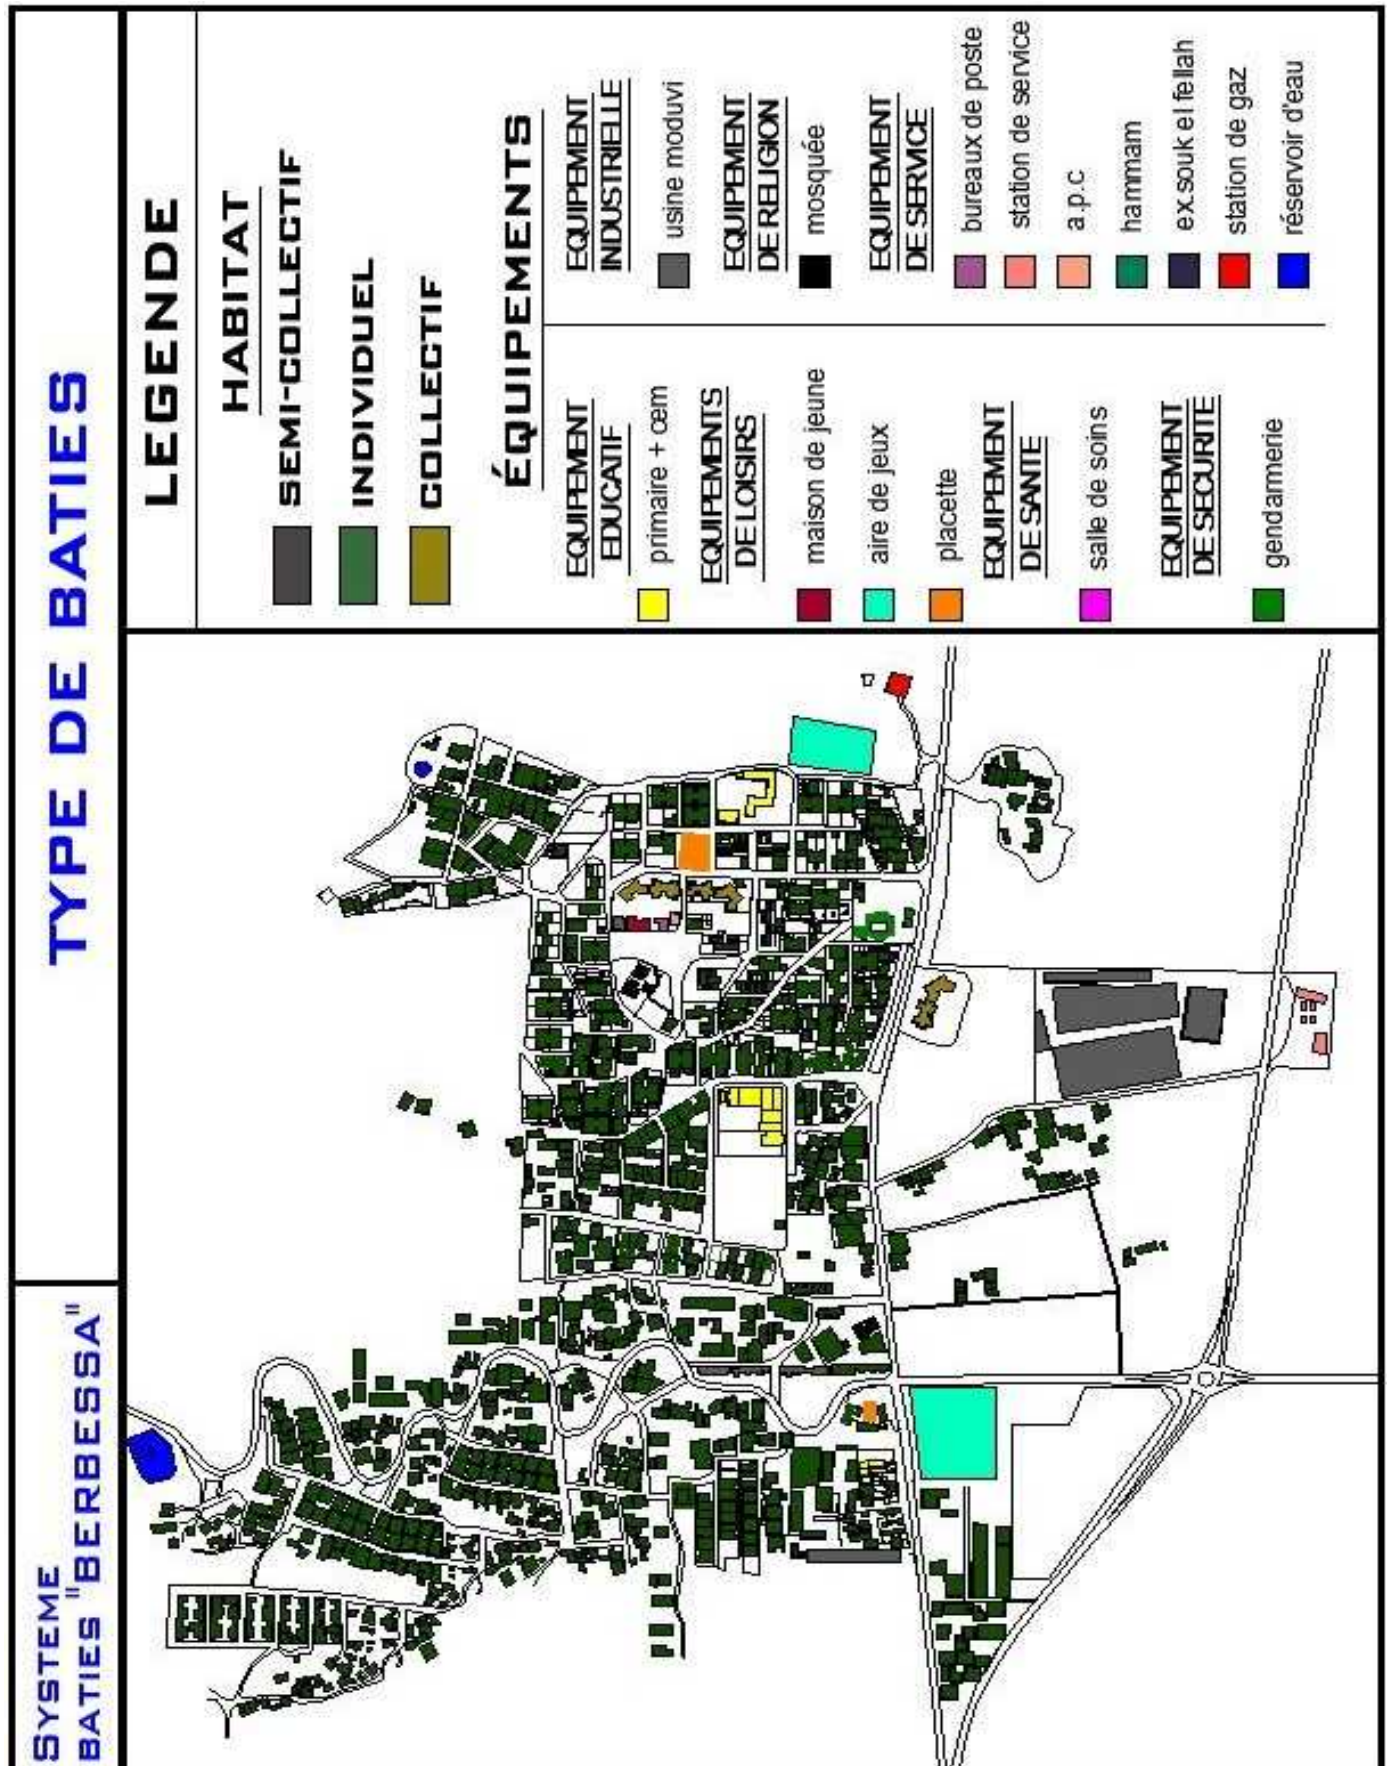 SYSTEME
BATIES "BERBESSA"
TYPE DE BATIES
LEGENDE
HABITAT
SEMI-COLLECTIF
INDIVIDUEL
COLLECTIF
ÉQUIPEMENTS
EQUIPEMENT
EDUCATIF
primaire + cem
EQUIPEMENTS
DE LOISIRS
maison de jeune
aire de jeux
placette
EQUIPEMENT
DE SANTE
salle de soins
EQUIPEMENT
DE SECURITE
gendarmerie
EQUIPEMENT
INDUSTRIELLE
usine moduvi
EQUIPEMENT
DE RELIGION
mosquée
EQUIPEMENT
DE SERVICE
bureaux de poste
station de service
a.p.c
hammam
ex.souk el fellah
station de gaz
réservoir d'eau